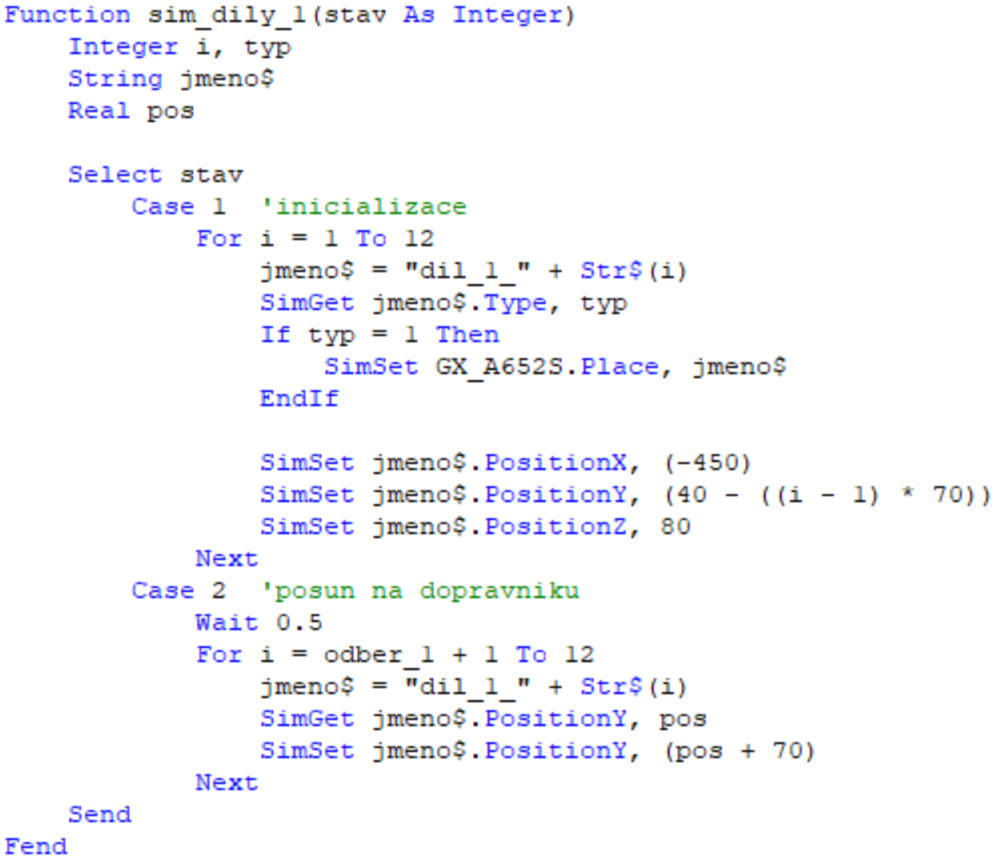 Function sim_dily_1(stav As Integer)
    Integer i, typ
    String jmeno$
    Real pos

    Select stav
        Case 1  'inicializace
            For i = 1 To 12
                jmeno$ = "dil_1_" + Str$(i)
                SimGet jmeno$.Type, typ
                If typ = 1 Then
                    SimSet GX_A652S.Place, jmeno$
                EndIf

                SimSet jmeno$.PositionX, (-450)
                SimSet jmeno$.PositionY, (40 - ((i - 1) * 70))
                SimSet jmeno$.PositionZ, 80
            Next
        Case 2  'posun na dopravniku
            Wait 0.5
            For i = odber_1 + 1 To 12
                jmeno$ = "dil_1_" + Str$(i)
                SimGet jmeno$.PositionY, pos
                SimSet jmeno$.PositionY, (pos + 70)
            Next
    Send
Fend